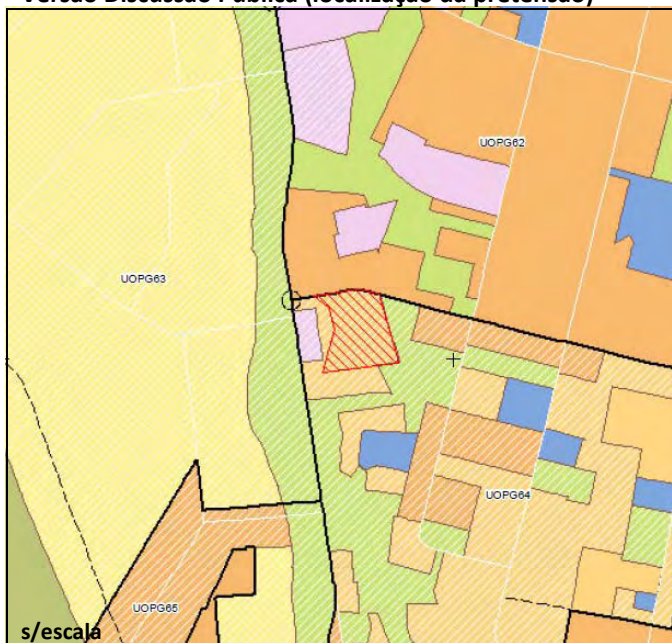 Versão Discussão Pública (localização da pretensão)
UOPG62
UOPG63
UOPG64
UOPG65
s/escala